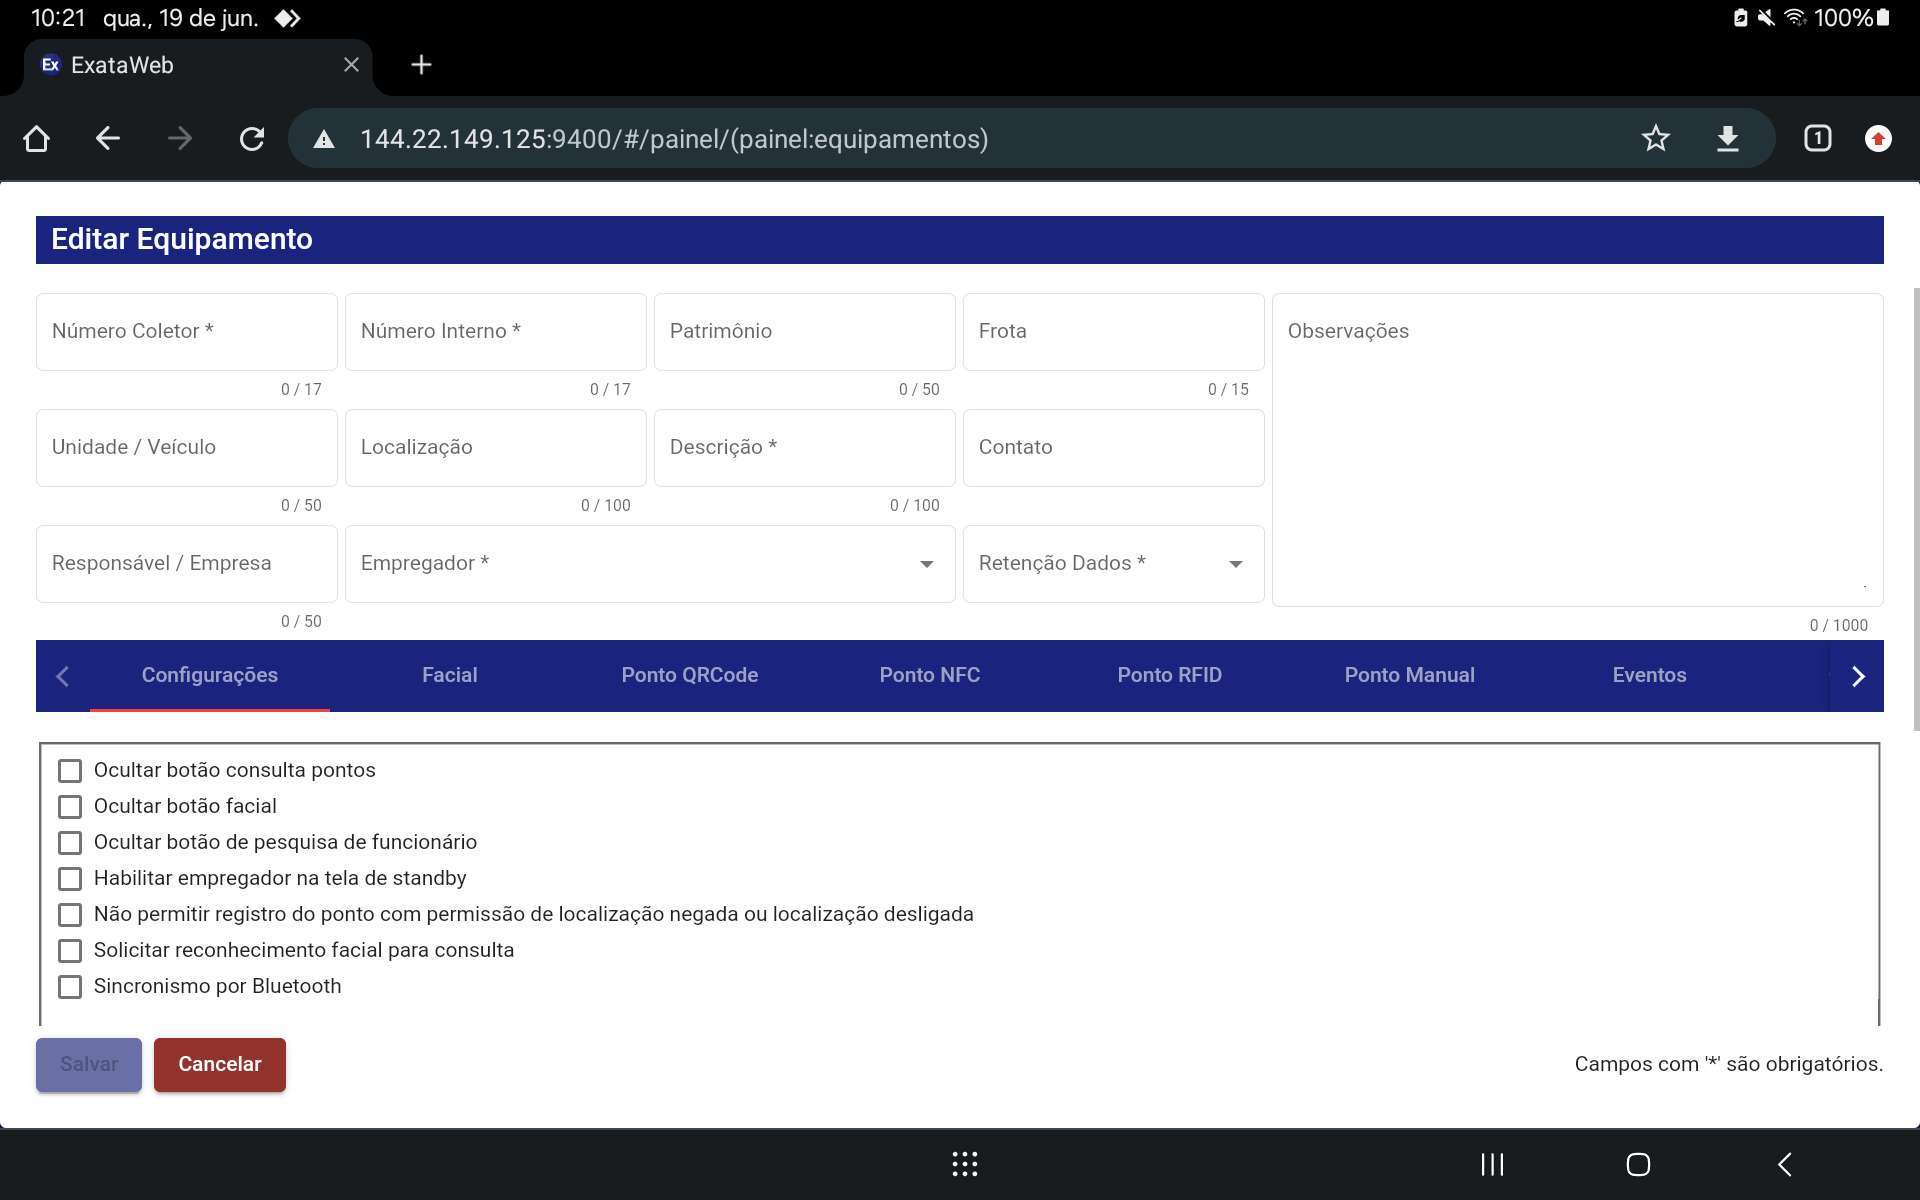 10:21 qua., 19 de jun.
100%
Ex ExataWeb
144.22.149.125:9400/#/painel/(painel:equipamentos)
1
Editar Equipamento
Número Coletor *
Número Interno *
Patrimônio
Frota
Observações
0 / 17
0 / 17
0 / 50
0 / 15
Unidade / Veículo
Localização
Descrição *
Contato
0 / 50
0 / 100
0 / 100
Responsável / Empresa
Empregador *
Retenção Dados *
0 / 50
0 / 1000
Configurações
Facial
Ponto QRCode
Ponto NFC
Ponto RFID
Ponto Manual
Eventos
Ocultar botão consulta pontos
Ocultar botão facial
Ocultar botão de pesquisa de funcionário
Habilitar empregador na tela de standby
Não permitir registro do ponto com permissão de localização negada ou localização desligada
Solicitar reconhecimento facial para consulta
Sincronismo por Bluetooth
Salvar
Cancelar
Campos com '*' são obrigatórios.